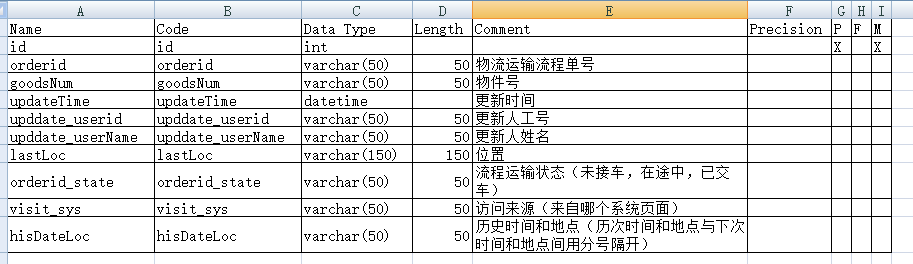 A B C D E F G H I
Name Code Data Type Length Comment Precision P F M
id id int X X
orderid orderid varchar(50) 50 物流运输流程单号
goodsNum goodsNum varchar(50) 50 物件号
updateTime updateTime datetime 更新时间
upddate_userid upddate_userid varchar(50) 50 更新人工号
upddate_userName upddate_userName varchar(50) 50 更新人姓名
lastLoc lastLoc varchar(150) 150 位置
orderid_state orderid_state varchar(50) 50 流程运输状态（未接车，在途中，已交
车）
visit_sys visit_sys varchar(50) 50 访问来源（来自哪个系统页面）
hisDateLoc hisDateLoc varchar(50) 50 历史时间和地点（历次时间和地点与下次
时间和地点间用分号隔开）